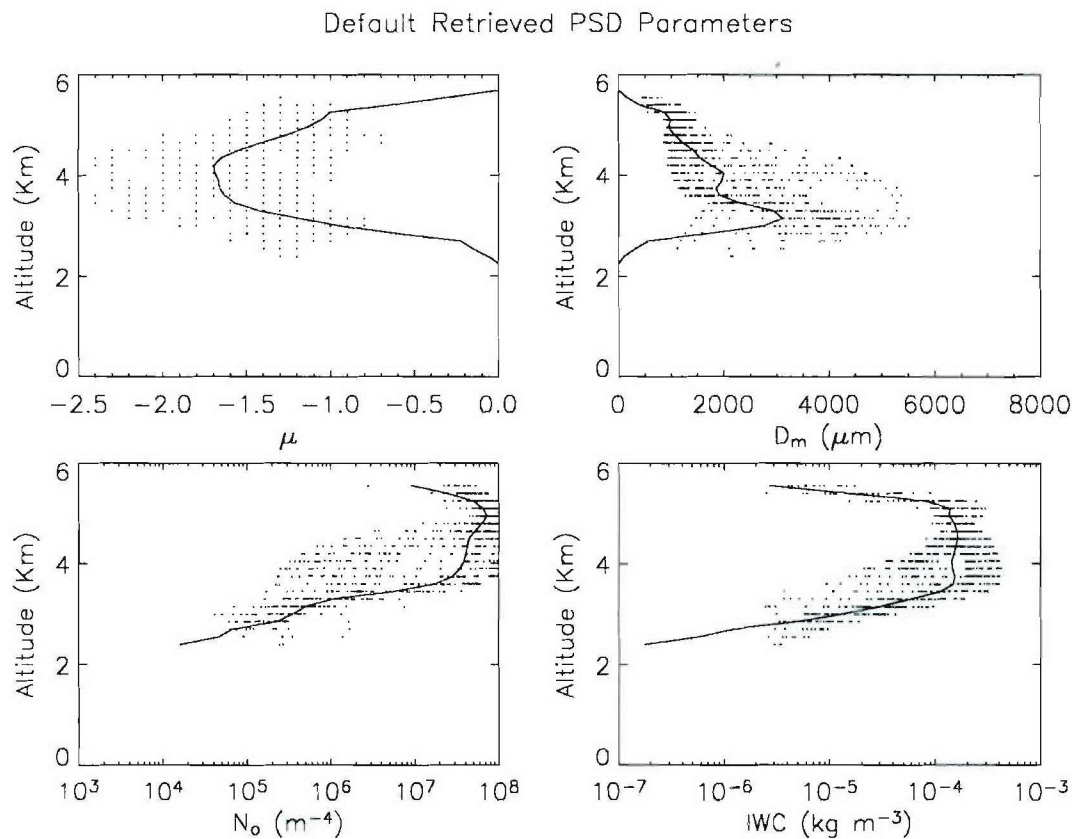 Default Retrieved PSD Parameters
6
4
2
0
Altitude (Km)
-2.5 -2.0 -1.5 -1.0 -0.5 0.0
μ
6
4
2
0
Altitude (Km)
0 2000 4000 6000 8000
Dm (μm)
6
4
2
0
Altitude (Km)
10³ 10⁴ 10⁵ 10⁶ 10⁷ 10⁸
No (m⁻⁴)
6
4
2
0
Altitude (Km)
10⁻⁷ 10⁻⁶ 10⁻⁵ 10⁻⁴ 10⁻³
IWC (kg m⁻³)